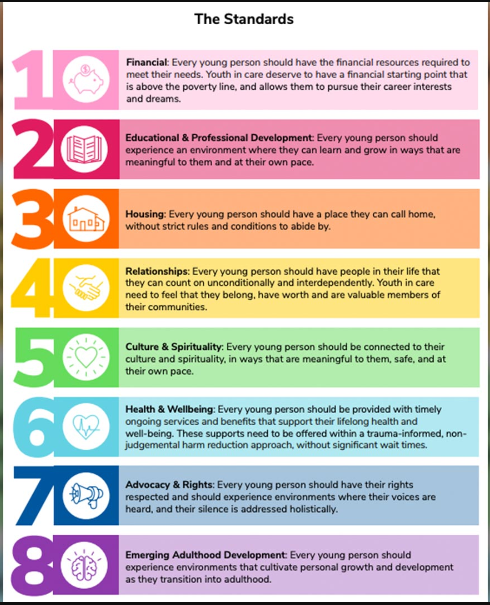 The Standards
1
Financial: Every young person should have the financial resources required to
meet their needs. Youth in care deserve to have a financial starting point that
is above the poverty line, and allows them to pursue their career interests
and dreams.
2
Educational & Professional Development: Every young person should
experience an environment where they can learn and grow in ways that are
meaningful to them and at their own pace.
3
Housing: Every young person should have a place they can call home,
without strict rules and conditions to abide by.
4
Relationships: Every young person should have people in their life that
they can count on unconditionally and interdependently. Youth in care
need to feel that they belong, have worth and are valuable members of
their communities.
5
Culture & Spirituality: Every young person should be connected to their
culture and spirituality, in ways that are meaningful to them, safe, and at
their own pace.
6
Health & Wellbeing: Every young person should be provided with timely
ongoing services and benefits that support their lifelong health and
well-being. These supports need to be offered within a trauma-informed, non-
judgemental harm reduction approach, without significant wait times.
7
Advocacy & Rights: Every young person should have their rights
respected and should experience environments where their voices are
heard, and their silence is addressed holistically.
8
Emerging Adulthood Development: Every young person should
experience environments that cultivate personal growth and development
as they transition into adulthood.